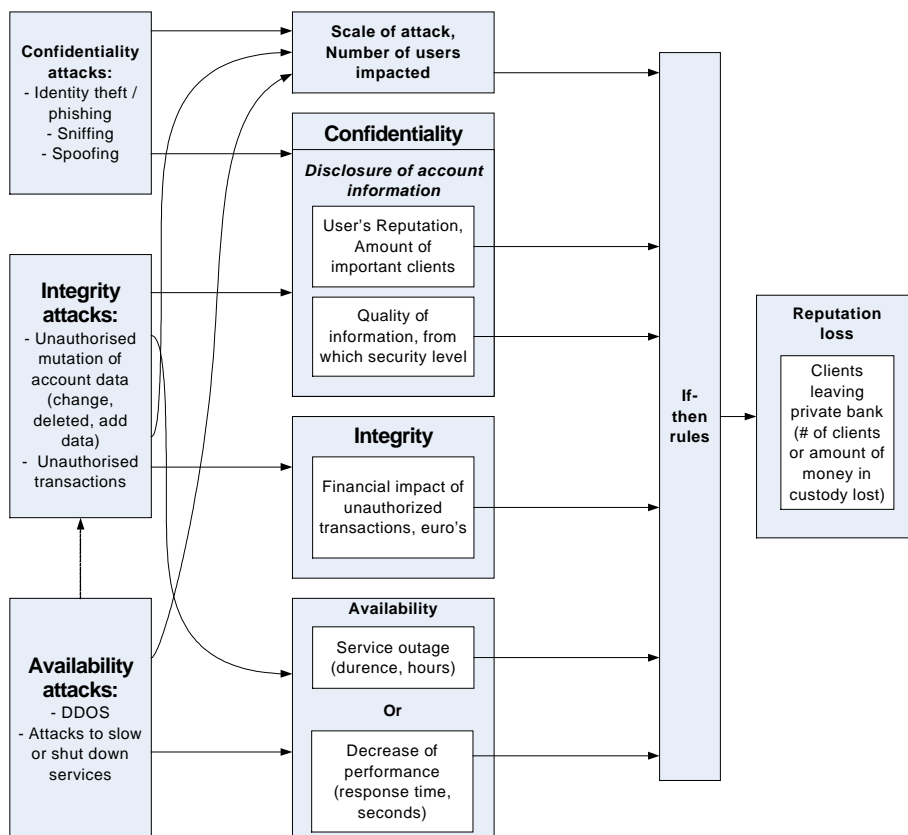 Confidentiality
attacks:
- Identity theft /
phishing
- Sniffing
- Spoofing
Integrity
attacks:
- Unauthorised
mutation of
account data
(change,
deleted, add
data)
- Unauthorised
transactions
Availability
attacks:
- DDOS
- Attacks to slow
or shut down
services
Scale of attack,
Number of users
impacted
Confidentiality
Disclosure of account
information
User's Reputation,
Amount of
important clients
Quality of
information, from
which security level
Integrity
Financial impact of
unauthorized
transactions, euro's
Availability
Service outage
(durence, hours)
Or
Decrease of
performance
(response time,
seconds)
If-
then
rules
Reputation
loss
Clients
leaving
private bank
(# of clients
or amount of
money in
custody lost)